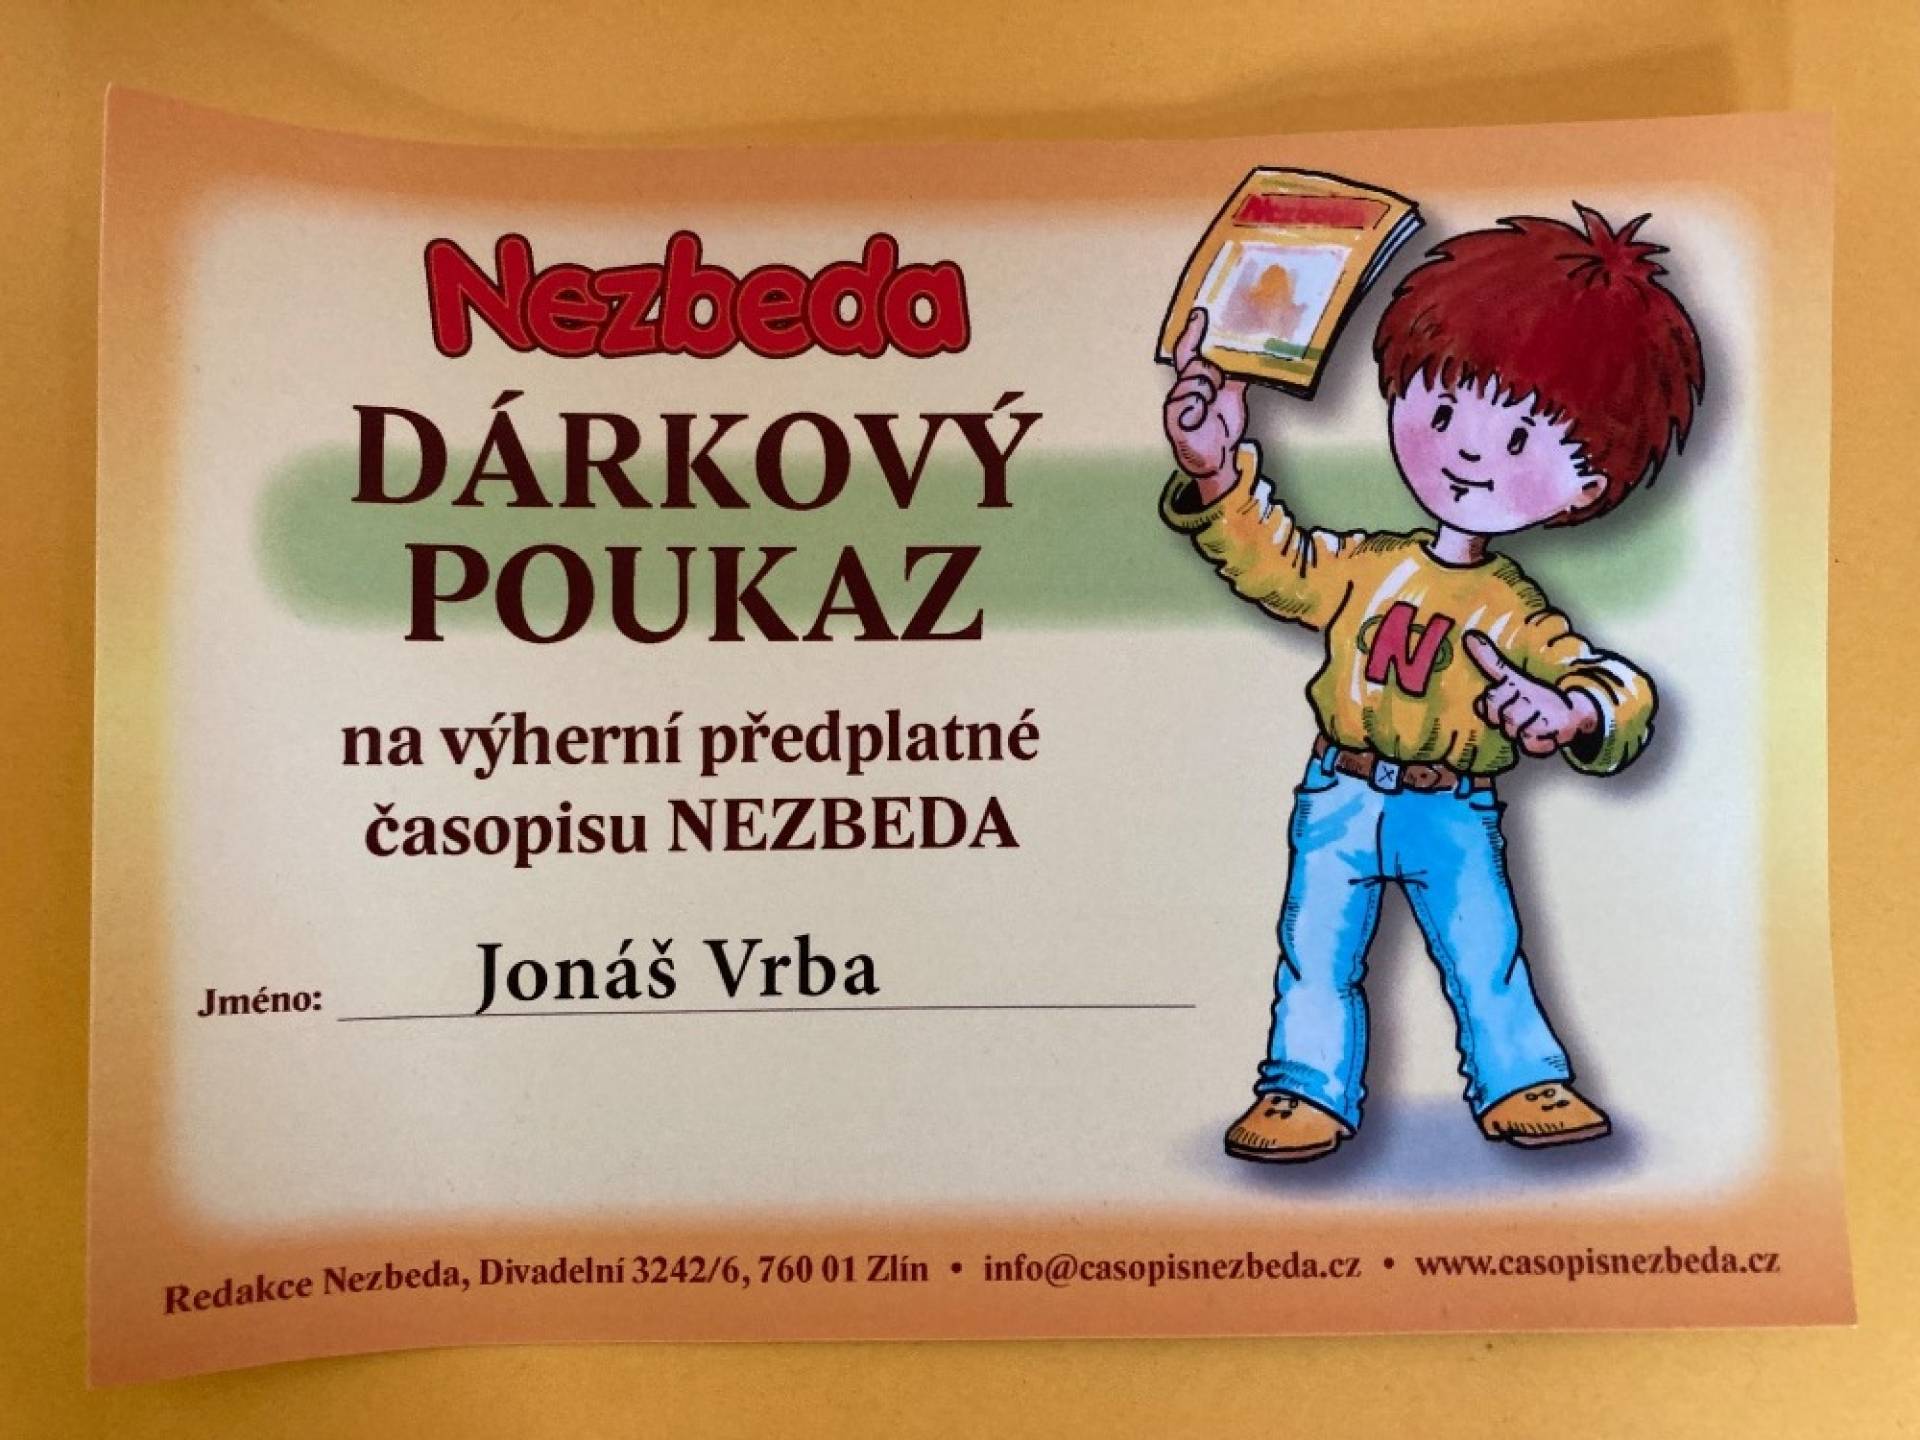 Nezbeda
Nezbeda
DÁRKOVÝ
POUKAZ
na výherní předplatné
časopisu NEZBEDA
N
Jméno: Jonáš Vrba
Redakce Nezbeda, Divadelní 3242/6, 760 01 Zlín • info@casopisnezbeda.cz • www.casopisnezbeda.cz